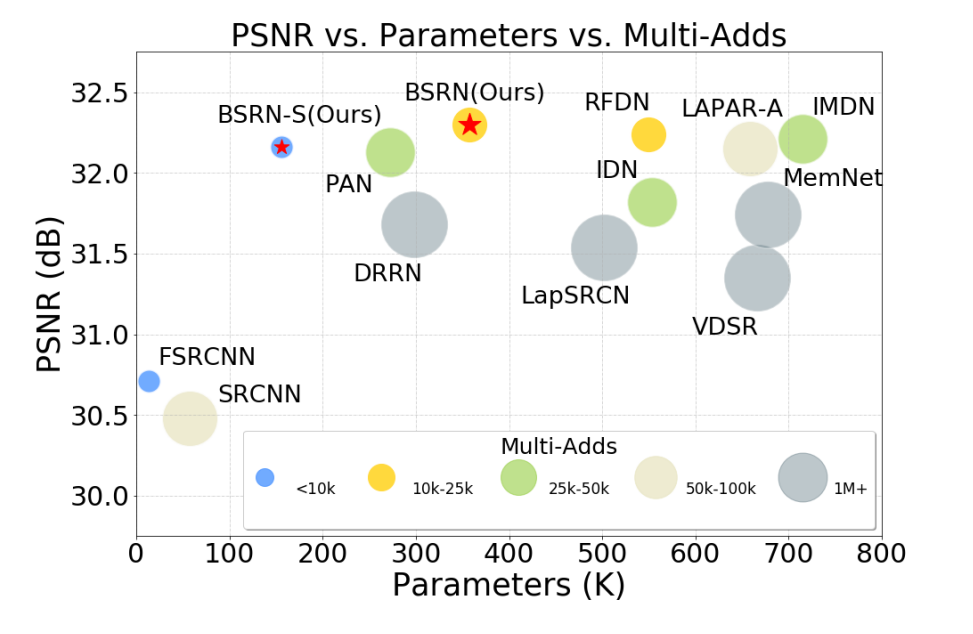 PSNR vs. Parameters vs. Multi-Adds
PSNR (dB)
32.5
32.0
31.5
31.0
30.5
30.0
BSRN-S(Ours)
BSRN(Ours)
RFDN
LAPAR-A
IMDN
PAN
IDN
MemNet
DRRN
LapSRCN
VDSR
FSRCNN
SRCNN
Multi-Adds
<10k
10k-25k
25k-50k
50k-100k
1M+
0 100 200 300 400 500 600 700 800
Parameters (K)